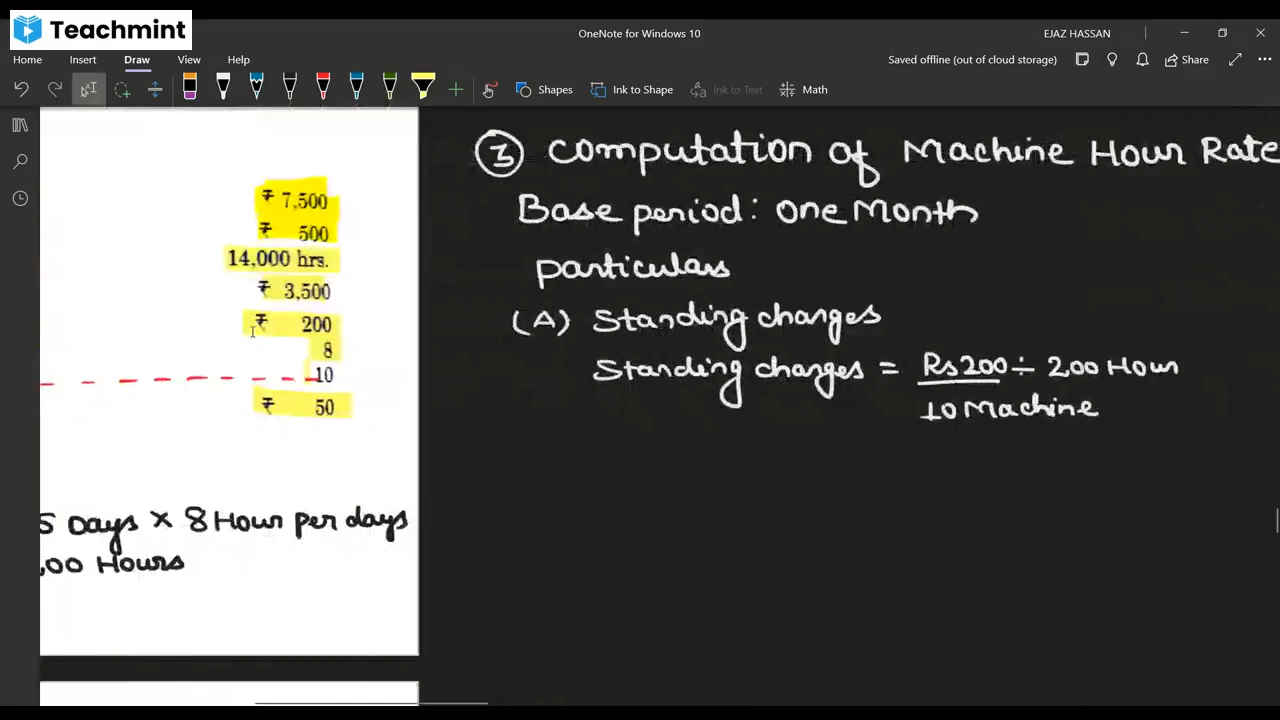 Teachmint
OneNote for Windows 10
EJAZ HASSAN
Home Insert Draw View Help
Saved offline (out of cloud storage)
Share
Shapes
Ink to Shape
Ink to Text
Math
₹ 7,500
₹ 500
14,000 hrs.
₹ 3,500
₹ 200
8
10
₹ 50
Days × 8 Hour per days
00 Hours
③ Computation of Machine Hour Rate
Base period: One Month
particulars
(A) Standing charges
Standing charges = Rs200 ÷ 200 Hour
10 Machine